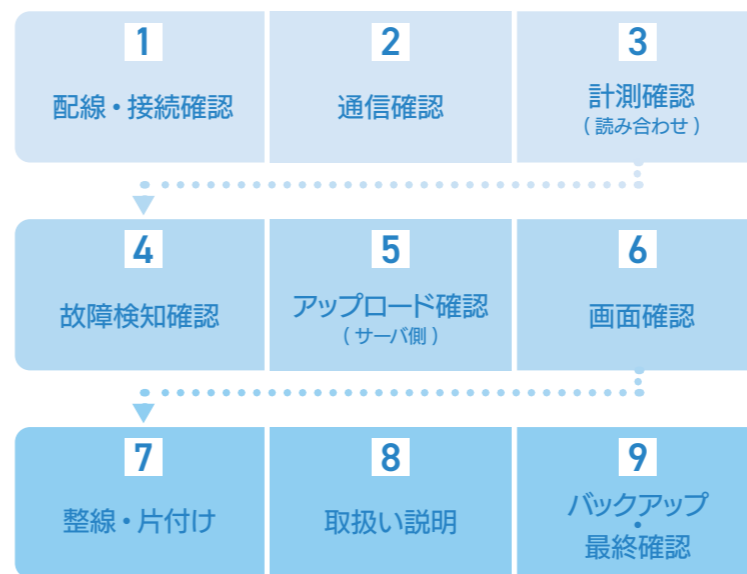 1
配線・接続確認
2
通信確認
3
計測確認
(読み合わせ)
4
故障検知確認
5
アップロード確認
(サーバ側)
6
画面確認
7
整線・片付け
8
取扱い説明
9
バックアップ
・
最終確認